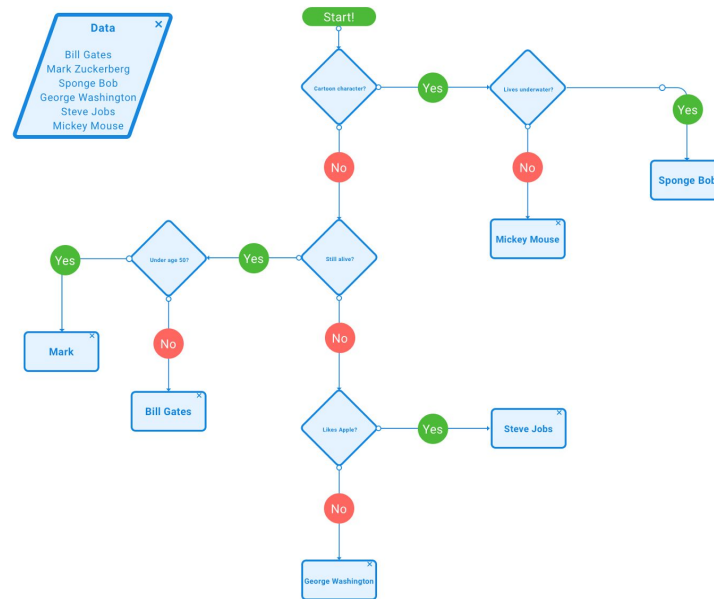 Data
Bill Gates
Mark Zuckerberg
Sponge Bob
George Washington
Steve Jobs
Mickey Mouse
Start!
Cartoon character?
Yes
Lives underwater?
Yes
Sponge Bob
No
Mickey Mouse
No
Still alive?
Yes
Under age 50?
Yes
Mark
No
Bill Gates
No
Likes Apple?
Yes
Steve Jobs
No
George Washington